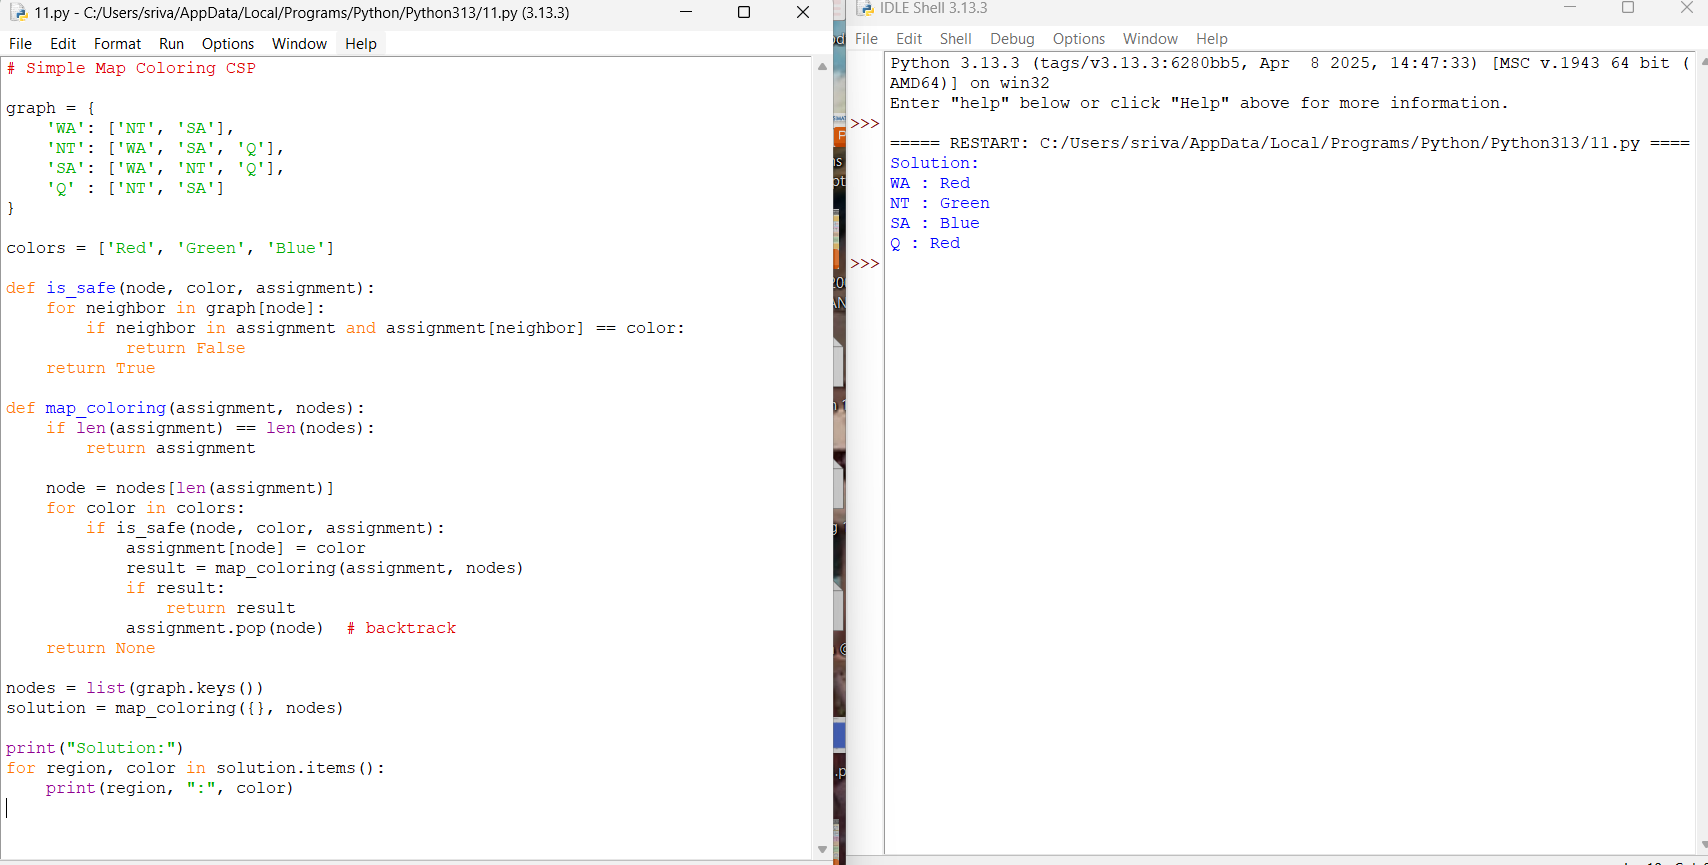 11.py - C:/Users/sriva/AppData/Local/Programs/Python/Python313/11.py (3.13.3)
File Edit Format Run Options Window Help
# Simple Map Coloring CSP

graph = {
    'WA': ['NT', 'SA'],
    'NT': ['WA', 'SA', 'Q'],
    'SA': ['WA', 'NT', 'Q'],
    'Q' : ['NT', 'SA']
}

colors = ['Red', 'Green', 'Blue']

def is_safe(node, color, assignment):
    for neighbor in graph[node]:
        if neighbor in assignment and assignment[neighbor] == color:
            return False
    return True

def map_coloring(assignment, nodes):
    if len(assignment) == len(nodes):
        return assignment

    node = nodes[len(assignment)]
    for color in colors:
        if is_safe(node, color, assignment):
            assignment[node] = color
            result = map_coloring(assignment, nodes)
            if result:
                return result
            assignment.pop(node)  # backtrack
    return None

nodes = list(graph.keys())
solution = map_coloring({}, nodes)

print("Solution:")
for region, color in solution.items():
    print(region, ":", color)
IDLE Shell 3.13.3
File Edit Shell Debug Options Window Help
Python 3.13.3 (tags/v3.13.3:6280bb5, Apr  8 2025, 14:47:33) [MSC v.1943 64 bit (
AMD64)] on win32
Enter "help" below or click "Help" above for more information.
>>>
===== RESTART: C:/Users/sriva/AppData/Local/Programs/Python/Python313/11.py ====
Solution:
WA : Red
NT : Green
SA : Blue
Q : Red
>>>